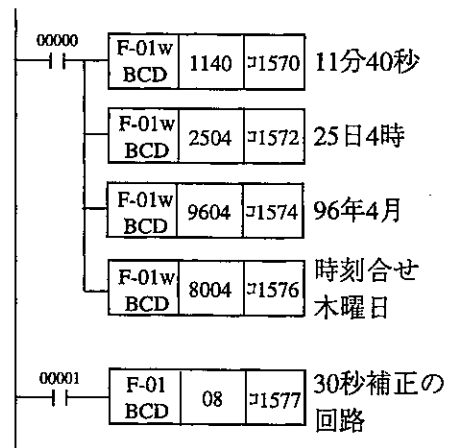 00000
F-01w BCD 1140 コ1570 11分40秒
F-01w BCD 2504 コ1572 25日4時
F-01w BCD 9604 コ1574 96年4月
F-01w BCD 8004 コ1576 時刻合せ
木曜日
00001
F-01 BCD 08 コ1577 30秒補正の
回路